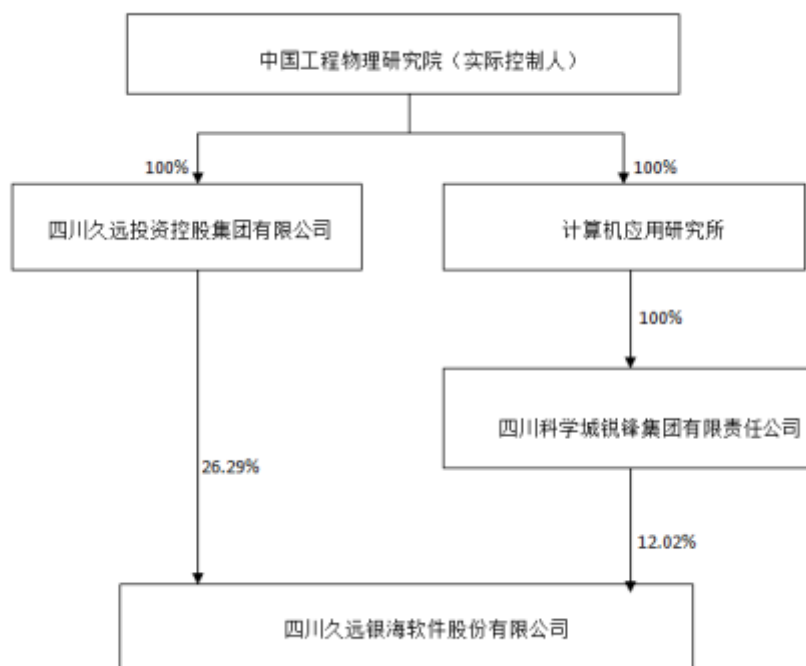 中国工程物理研究院（实际控制人）
100%
100%
四川久远投资控股集团有限公司
计算机应用研究所
100%
四川科学城锐锋集团有限责任公司
26.29%
12.02%
四川久远银海软件股份有限公司